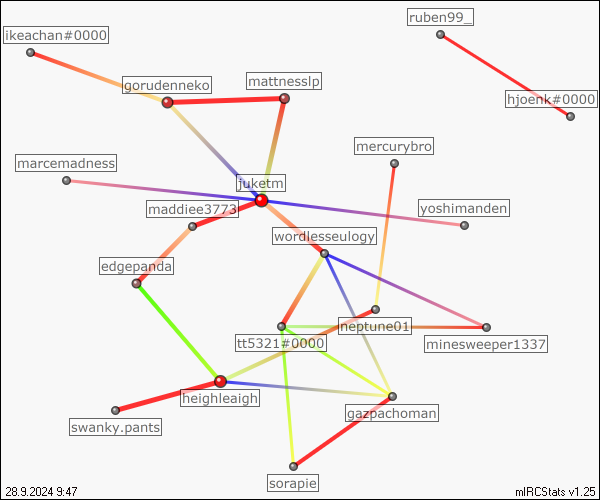 ruben99_
ikeachan#0000
mattnesslp
gorudenneko
hjoenk#0000
mercurybro
marcemadness
juketm
maddiee3773
yoshimanden
wordlesseulogy
edgepanda
neptune01
tt5321#0000
minesweeper1337
heighleaigh
gazpachoman
swanky.pants
sorapie
28.9.2024 9:47
mIRCStats v1.25